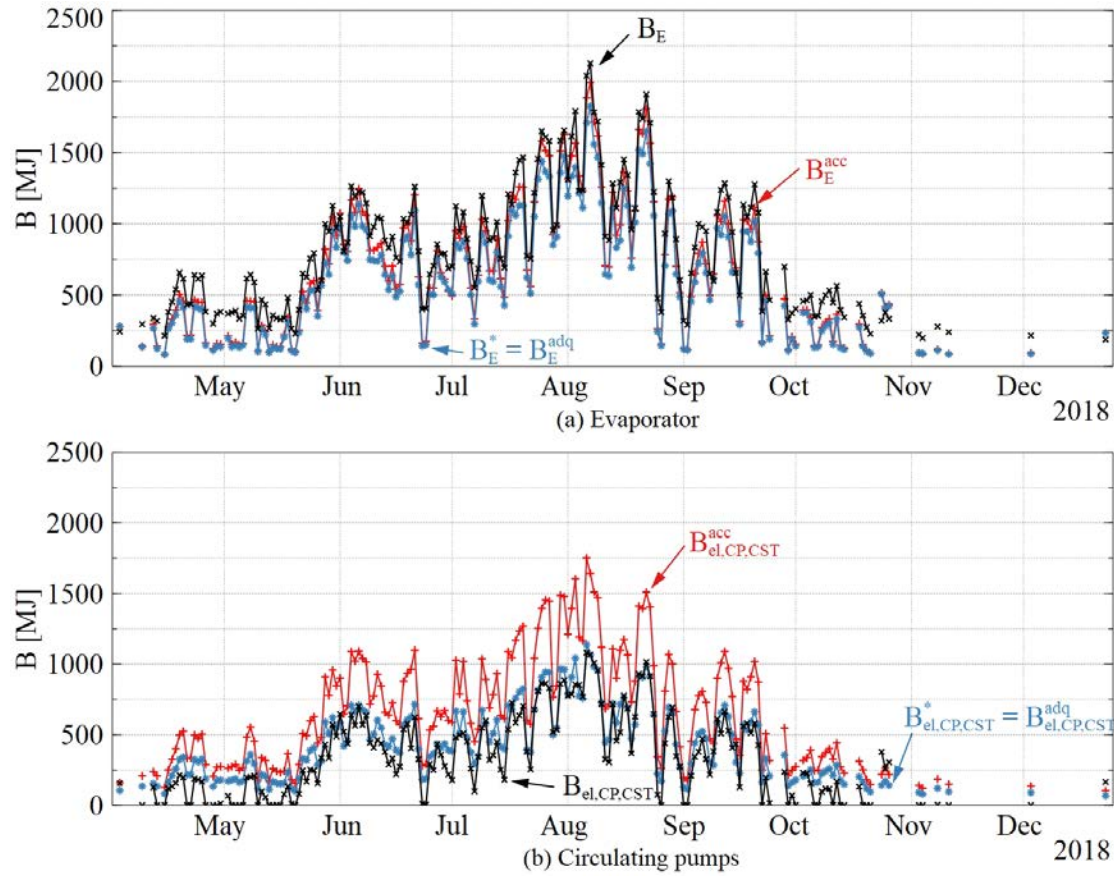 2500
2000
1500
1000
500
0
B [MJ]
B_E
B_E^acc
B_E^* = B_E^adq
May Jun Jul Aug Sep Oct Nov Dec
2018
(a) Evaporator
2500
2000
1500
1000
500
0
B [MJ]
B_el,CP,CST^acc
B_el,CP,CST^* = B_el,CP,CST^adq
B_el,CP,CST
May Jun Jul Aug Sep Oct Nov Dec
2018
(b) Circulating pumps